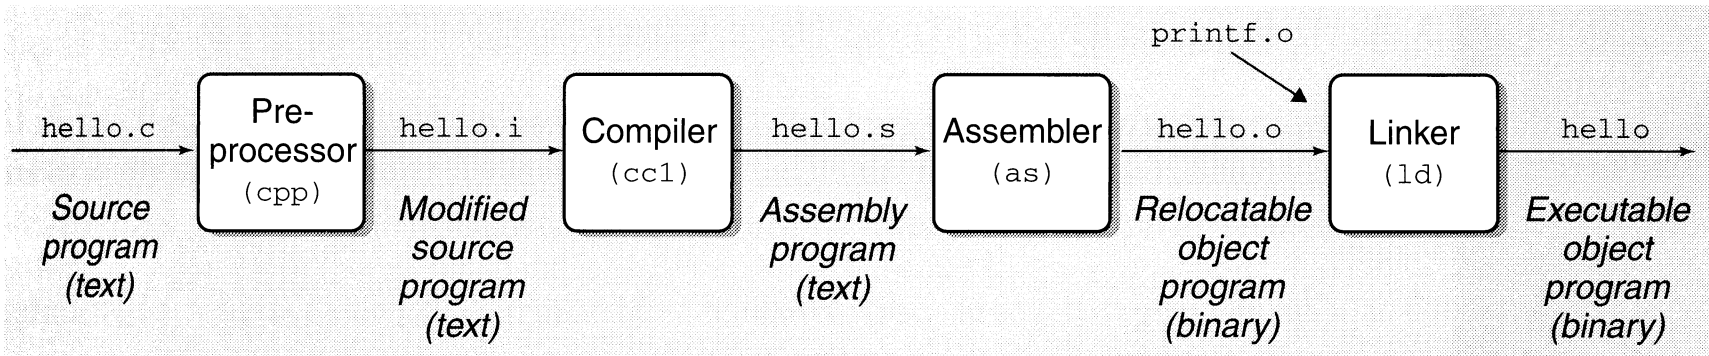 printf.o
hello.c
Pre-
processor
(cpp)
hello.i
Compiler
(cc1)
hello.s
Assembler
(as)
hello.o
Linker
(ld)
hello
Source
program
(text)
Modified
source
program
(text)
Assembly
program
(text)
Relocatable
object
program
(binary)
Executable
object
program
(binary)